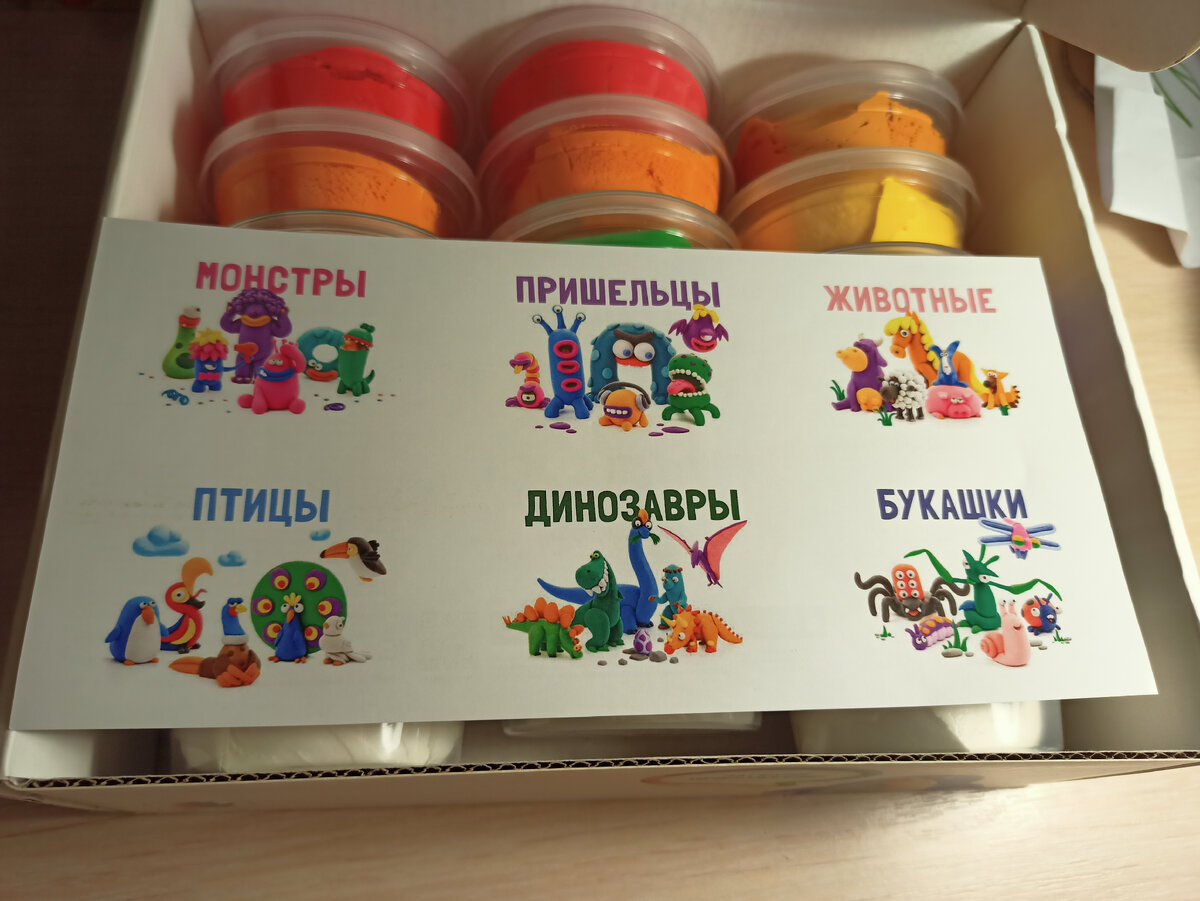 МОНСТРЫ
ПРИШЕЛЬЦЫ
ЖИВОТНЫЕ
ПТИЦЫ
ДИНОЗАВРЫ
БУКАШКИ